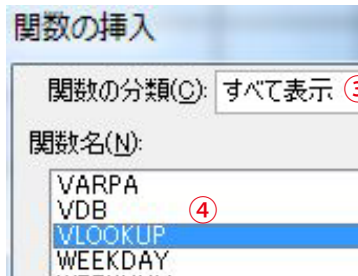 関数の挿入
関数の分類(C): すべて表示 ③
関数名(N):
VARPA
VDB ④
VLOOKUP
WEEKDAY